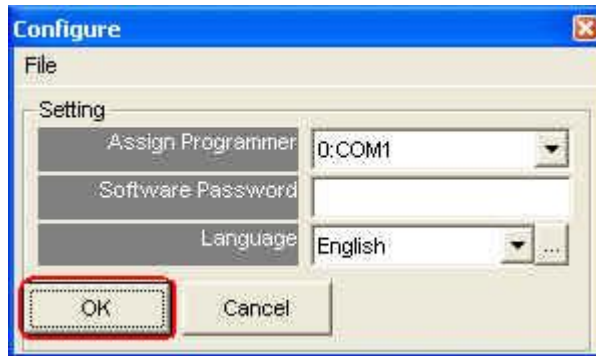 Configure
File
Setting
Assign Programmer 0:COM1
Software Password
Language English ...
OK Cancel